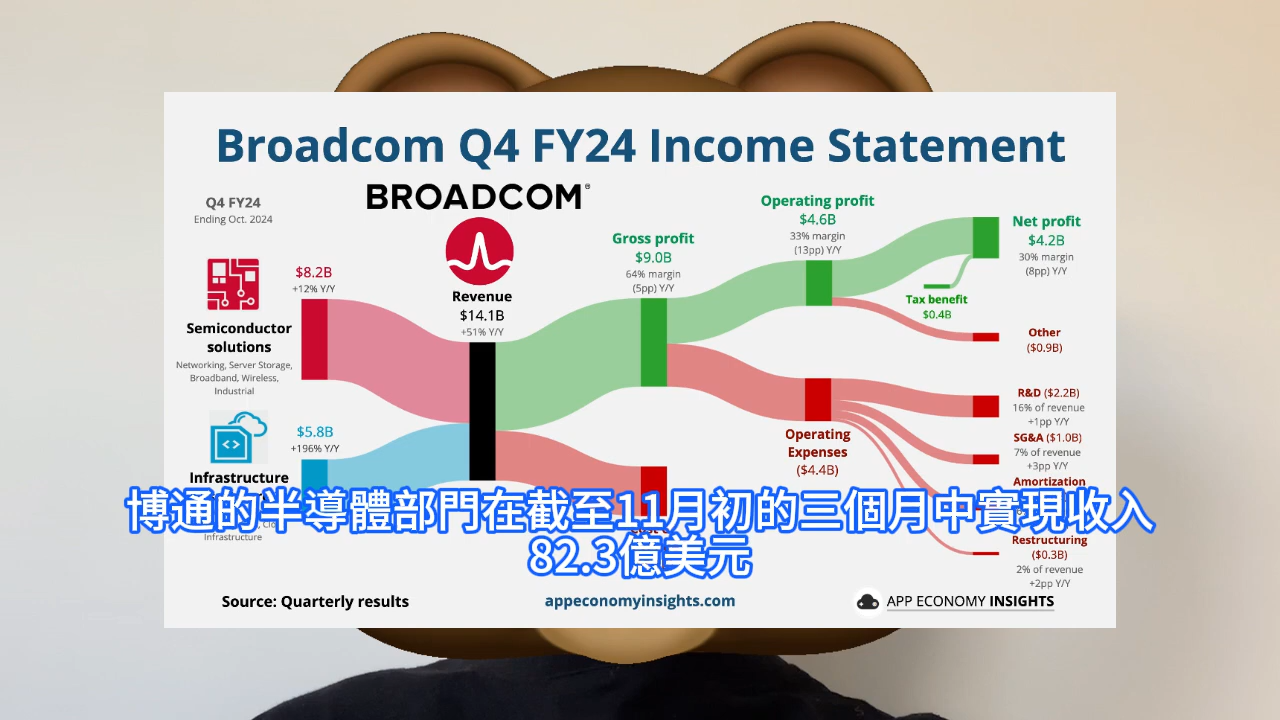 Broadcom Q4 FY24 Income Statement
Q4 FY24
Ending Oct. 2024
BROADCOM®
Semiconductor
solutions
Networking, Server Storage,
Broadband, Wireless,
Industrial
$8.2B
+12% Y/Y
Infrastructure
Infrastructure
$5.8B
+196% Y/Y
Revenue
$14.1B
+51% Y/Y
Gross profit
$9.0B
64% margin
(5pp) Y/Y
Operating profit
$4.6B
33% margin
(13pp) Y/Y
Net profit
$4.2B
30% margin
(8pp) Y/Y
Tax benefit
$0.4B
Other
($0.9B)
Operating
Expenses
($4.4B)
R&D ($2.2B)
16% of revenue
+1pp Y/Y
SG&A ($1.0B)
7% of revenue
+3pp Y/Y
Amortization
Restructuring
($0.3B)
2% of revenue
+2pp Y/Y
博通的半導體部門在截至11月初的三個月中實現收入
82.3億美元
Source: Quarterly results
appeconomyinsights.com
APP ECONOMY INSIGHTS